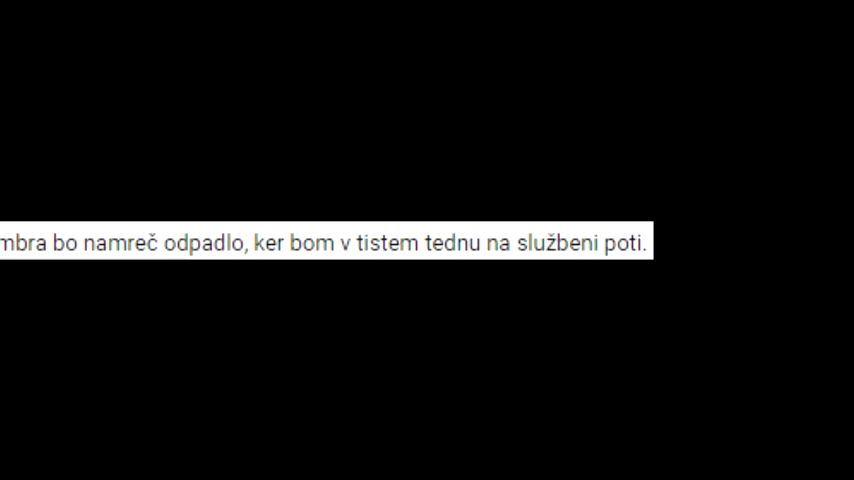 mbra bo namreč odpadlo, ker bom v tistem tednu na službeni poti.